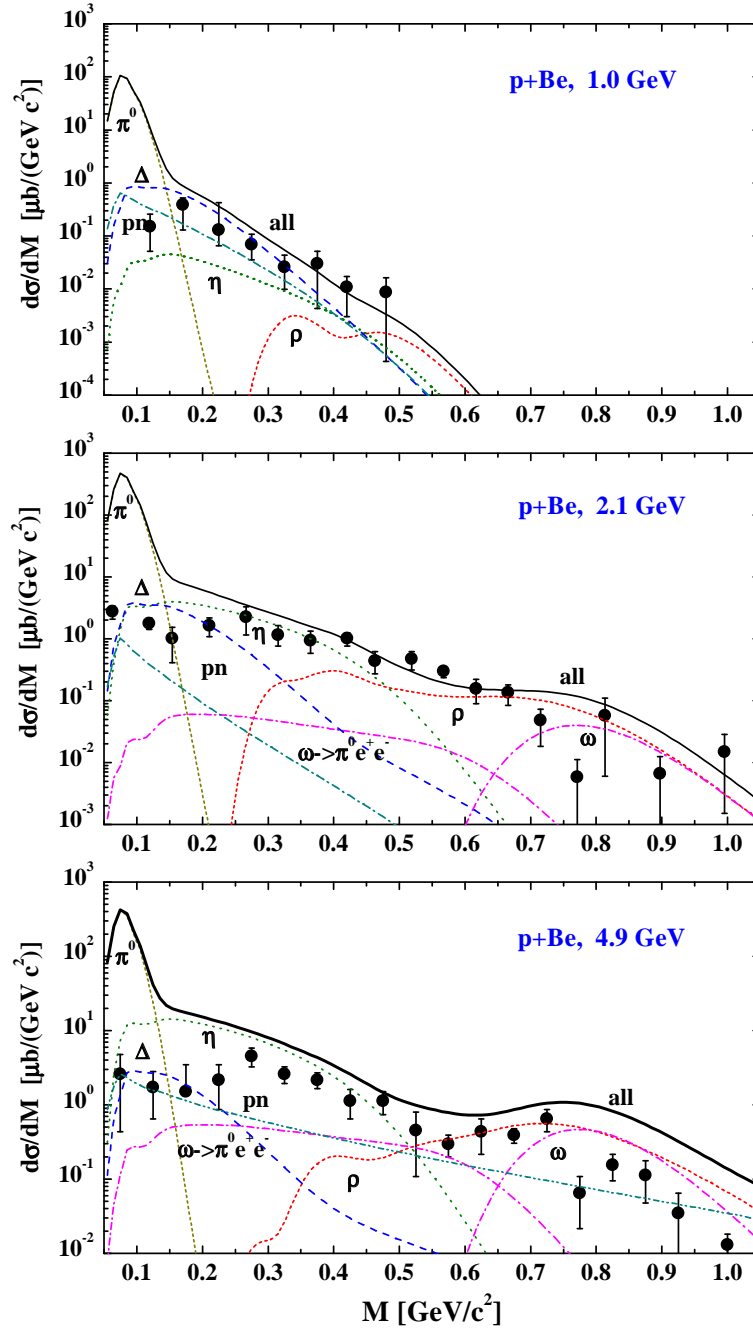 10³
p+Be, 1.0 GeV
10²
π⁰
10¹
10⁰
Δ
pn
all
10⁻¹
η
10⁻²
ρ
10⁻³
10⁻⁴
dσ/dM [μb/(GeV c²)]
0.1 0.2 0.3 0.4 0.5 0.6 0.7 0.8 0.9 1.0
10³
p+Be, 2.1 GeV
10²
π⁰
10¹
Δ
10⁰
η
pn
all
10⁻¹
ρ
ω
ω->π⁰e⁺e⁻
10⁻²
10⁻³
dσ/dM [μb/(GeV c²)]
0.1 0.2 0.3 0.4 0.5 0.6 0.7 0.8 0.9 1.0
10³
p+Be, 4.9 GeV
10²
π⁰
10¹
η
Δ
10⁰
pn
all
ω->π⁰e⁺e⁻
ω
10⁻¹
ρ
10⁻²
dσ/dM [μb/(GeV c²)]
0.1 0.2 0.3 0.4 0.5 0.6 0.7 0.8 0.9 1.0
M [GeV/c²]